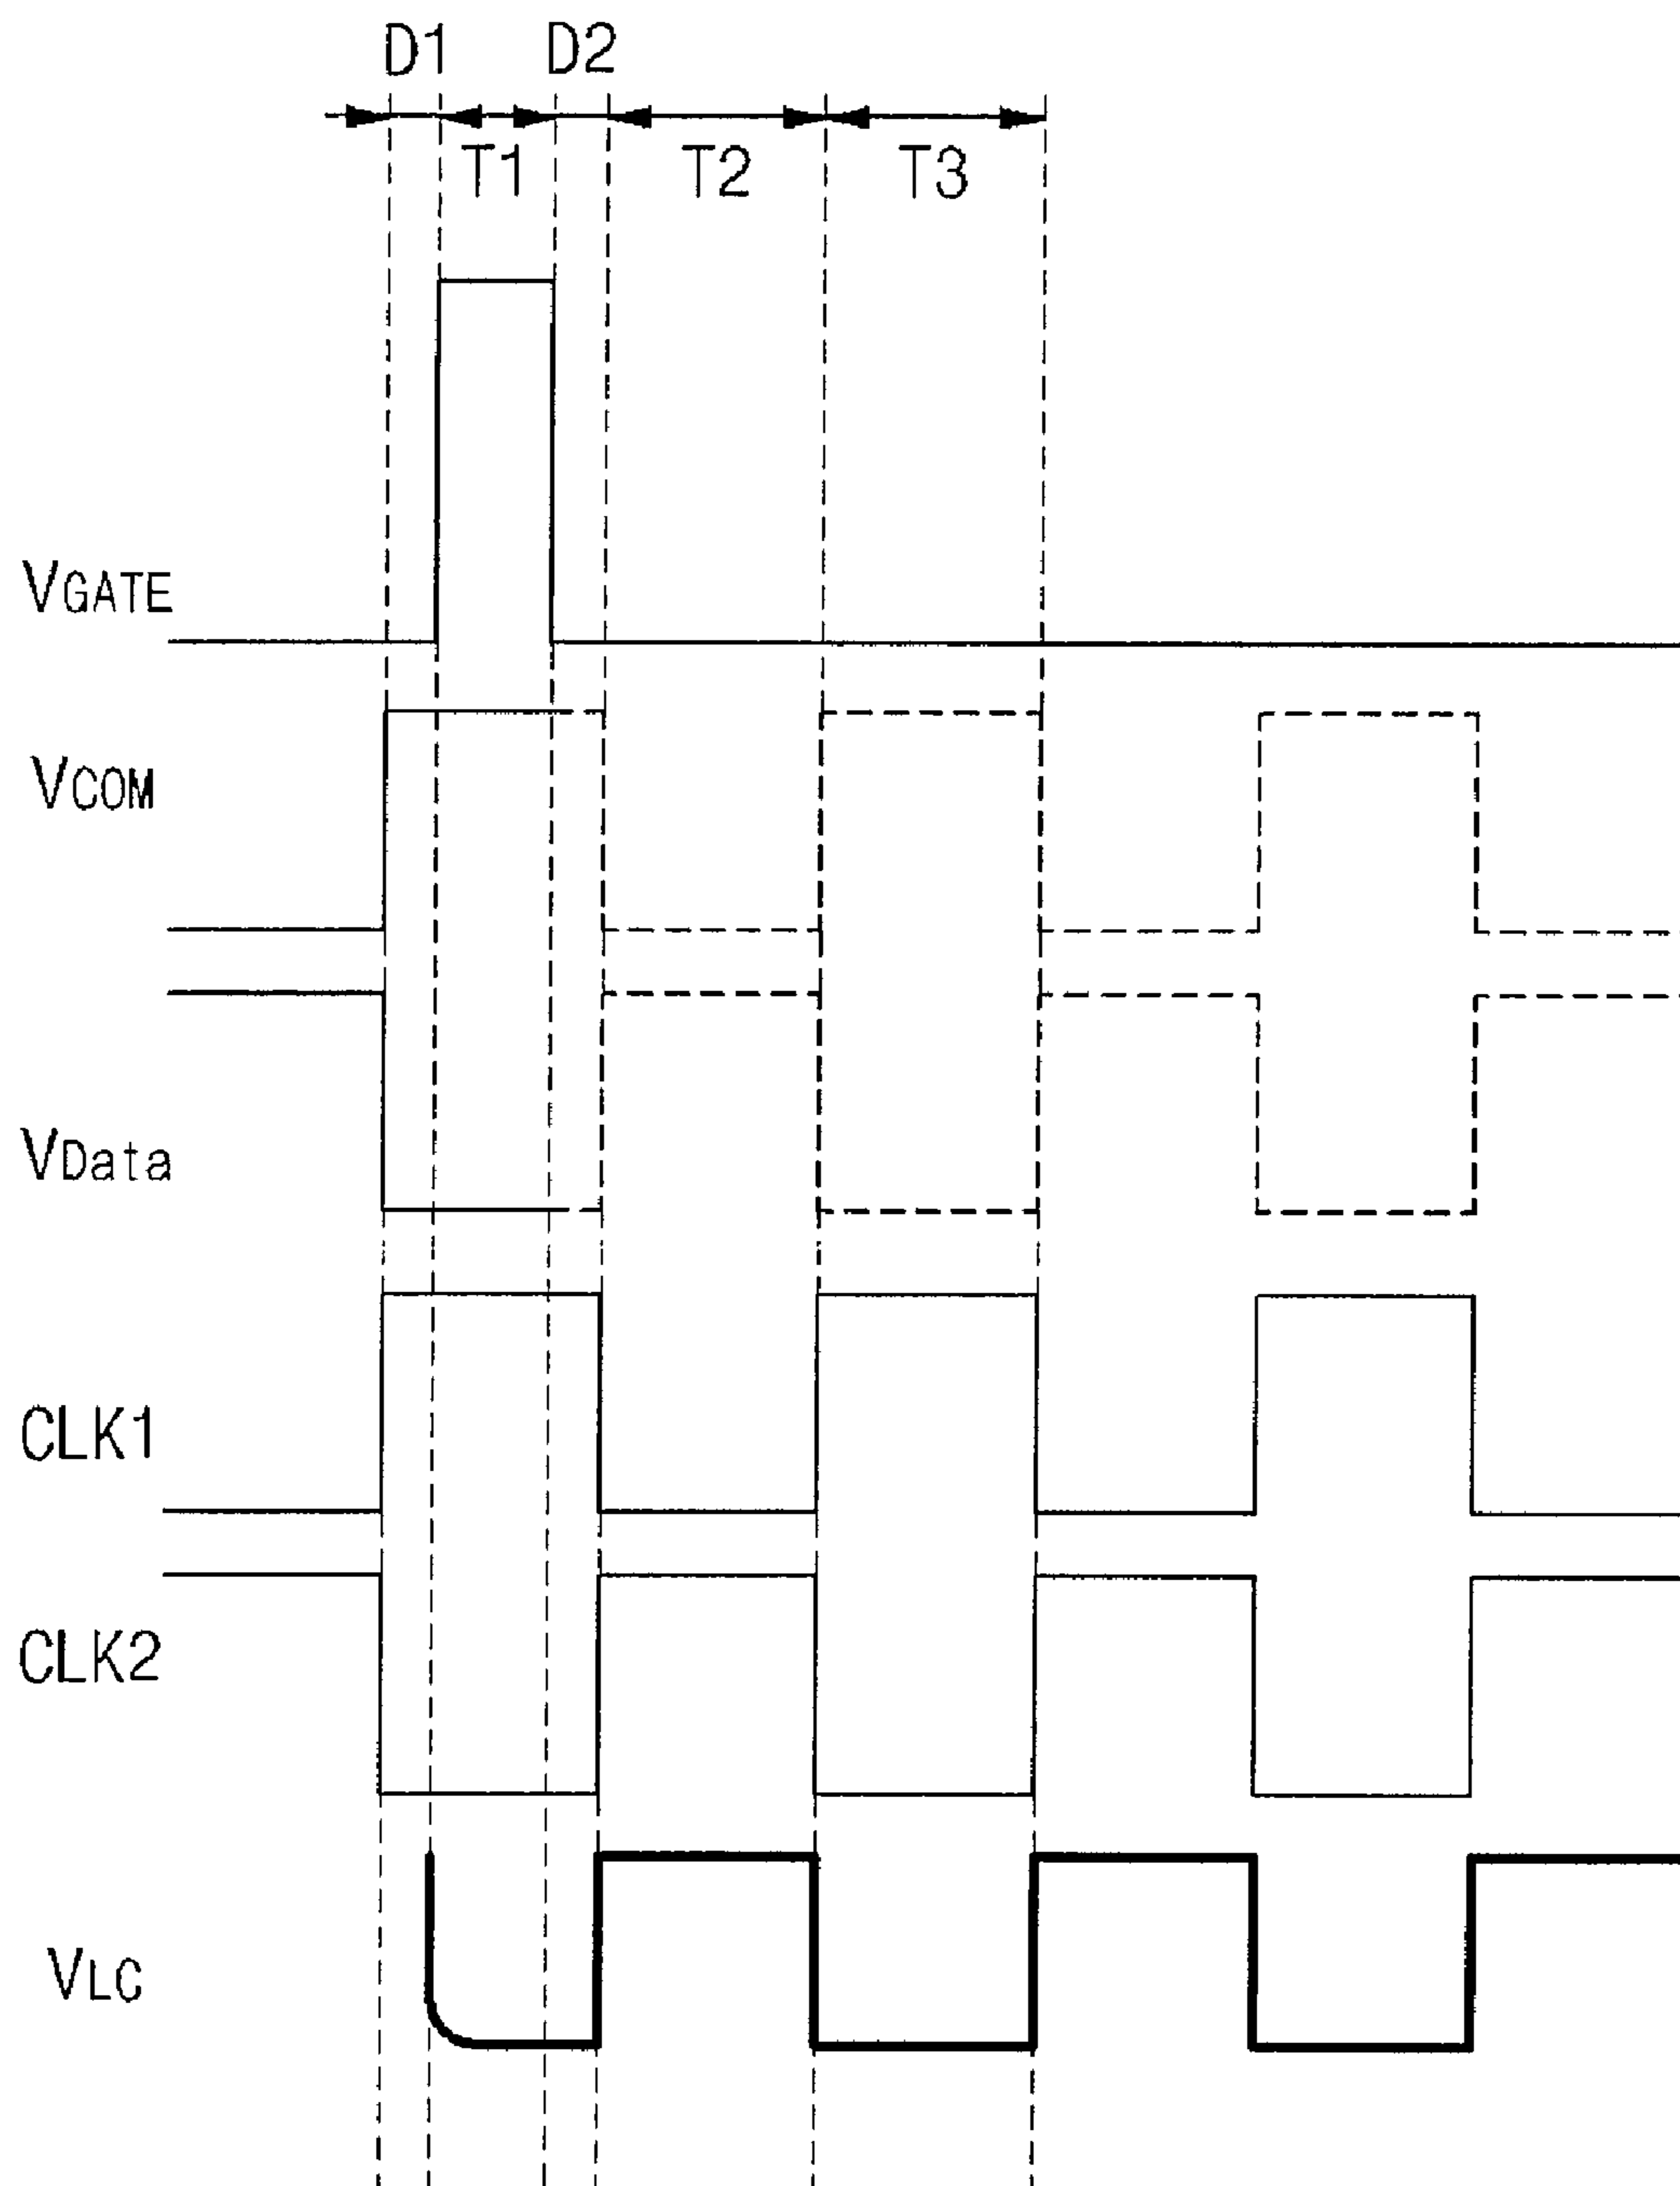 D1 D2
T1 T2 T3
VGATE
VCOM
VData
CLK1
CLK2
VLC